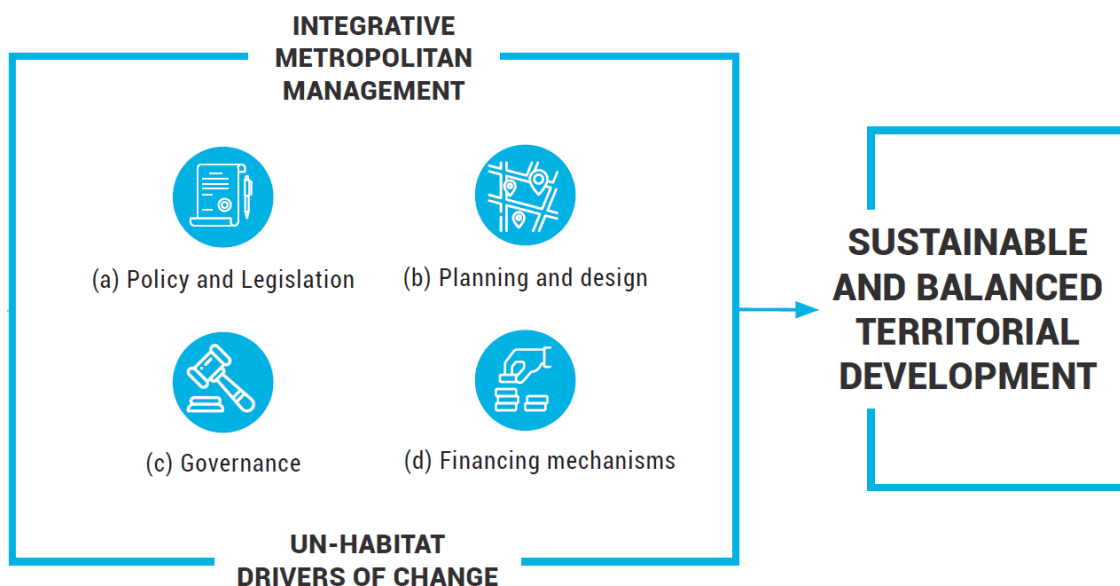 INTEGRATIVE
METROPOLITAN
MANAGEMENT
(a) Policy and Legislation
(b) Planning and design
(c) Governance
(d) Financing mechanisms
UN-HABITAT
DRIVERS OF CHANGE
SUSTAINABLE
AND BALANCED
TERRITORIAL
DEVELOPMENT